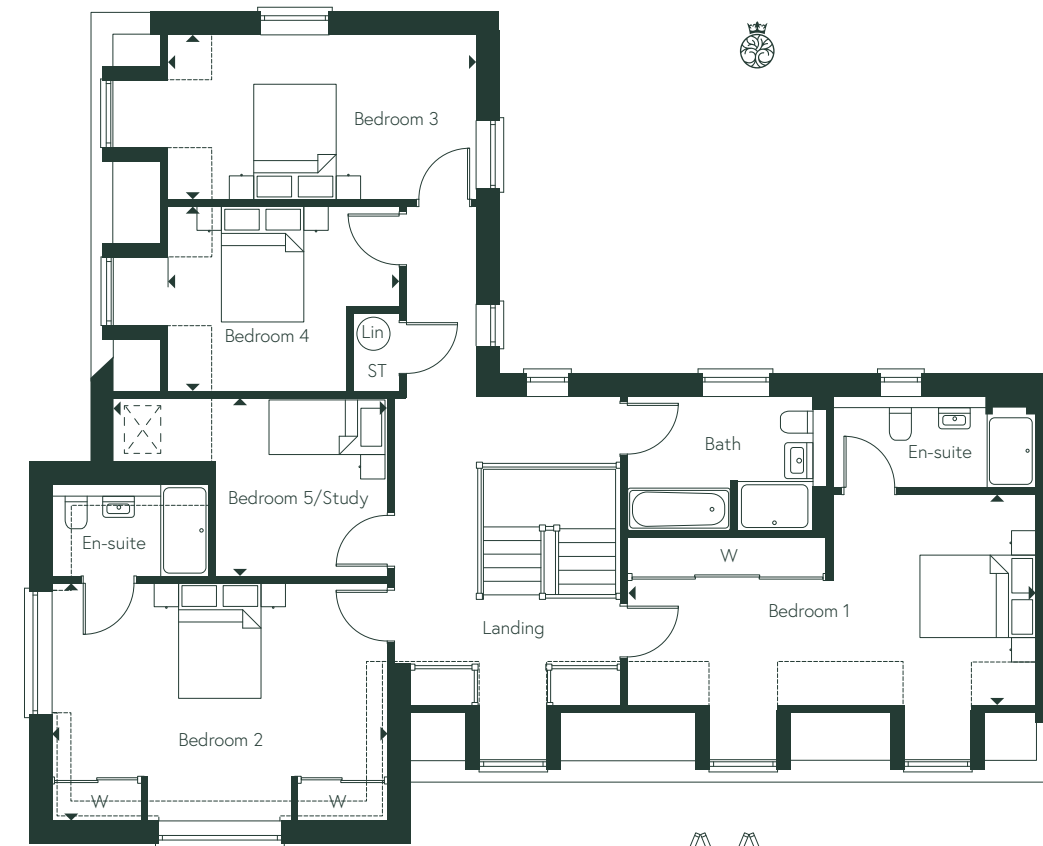 Bedroom 3
Bedroom 4
Lin
ST
Bath
En-suite
Bedroom 5/Study
En-suite
W
Bedroom 1
Landing
Bedroom 2
W
W